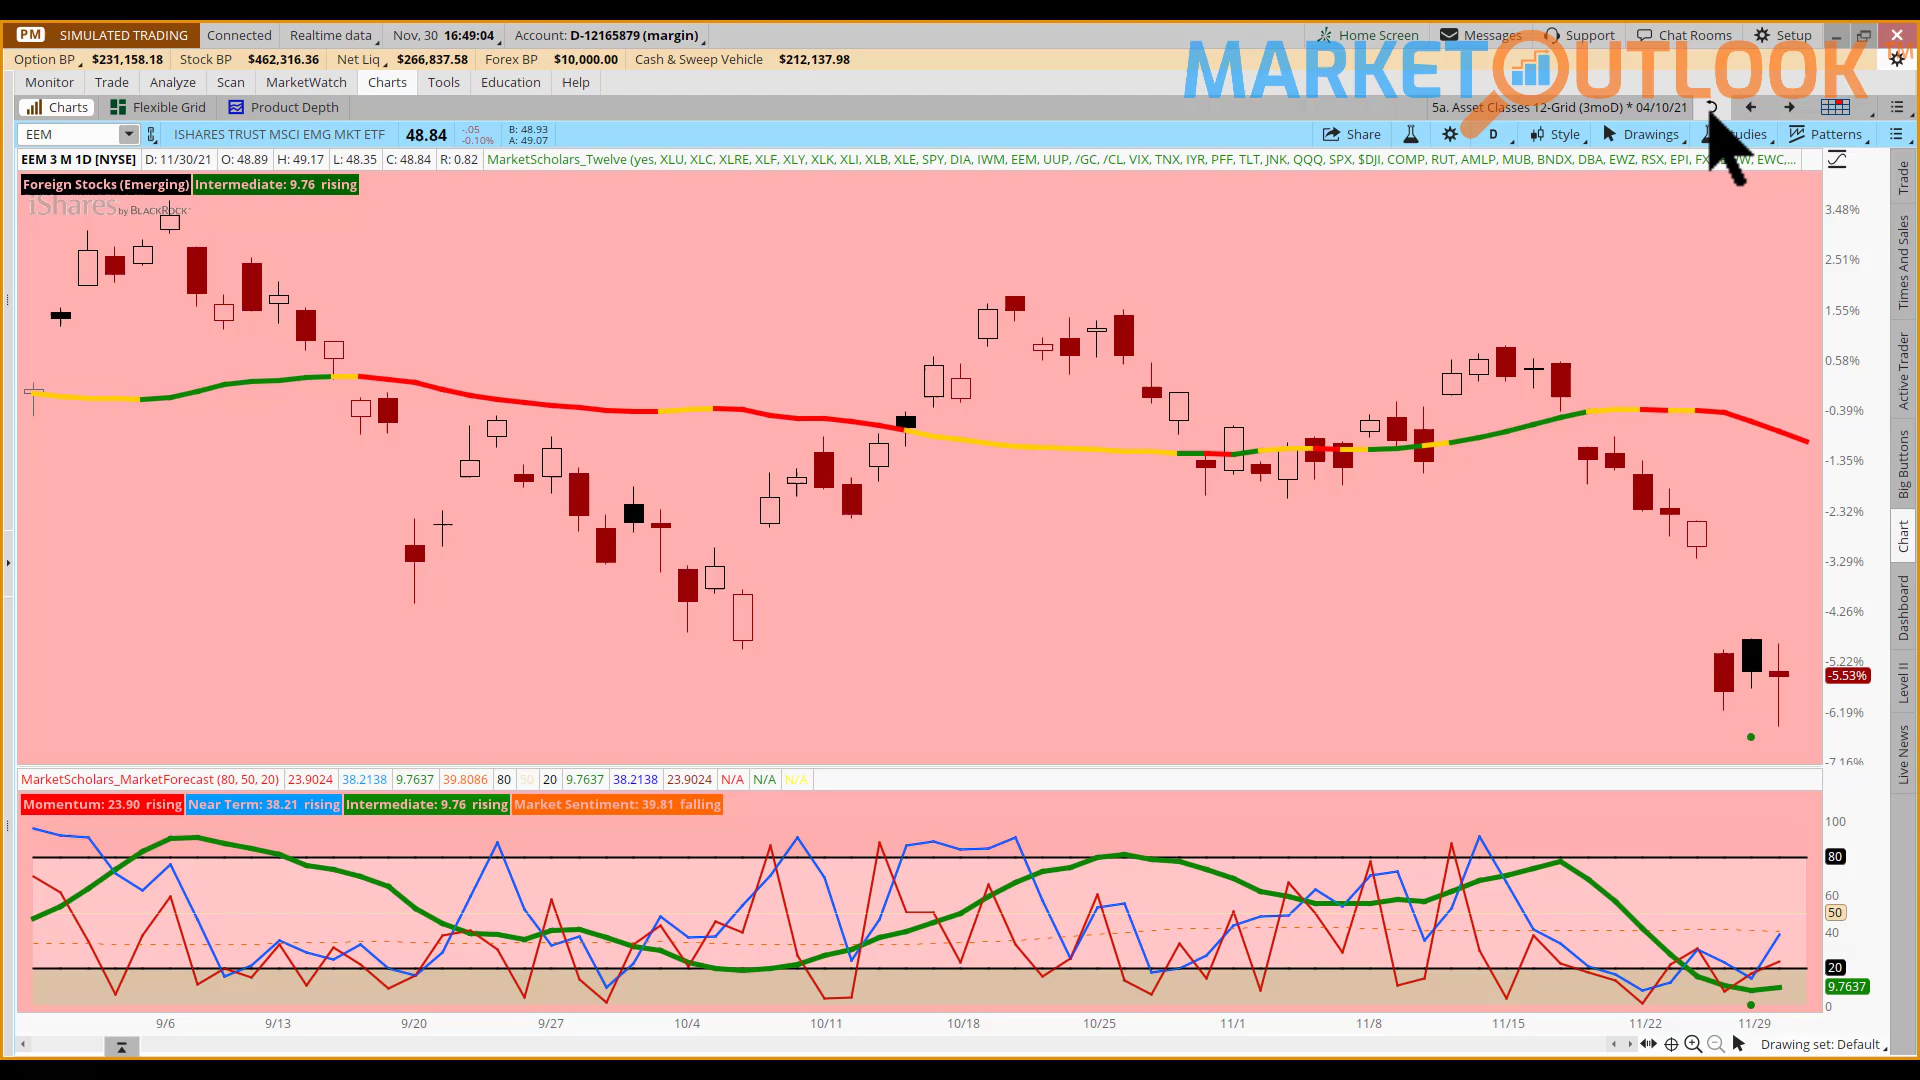 PM SIMULATED TRADING Connected Realtime data Nov, 30 16:49:04 Account: D-12165879 (margin) Home Screen Messages Support Chat Rooms Setup
Option BP $231,158.18 Stock BP $462,316.36 Net Liq $266,837.58 Forex BP $10,000.00 Cash & Sweep Vehicle $212,137.98
MARKET OUTLOOK TM
Monitor Trade Analyze Scan MarketWatch Charts Tools Education Help
Charts Flexible Grid Product Depth 5a. Asset Classes 12-Grid (3moD) * 04/10/21
EEM ISHARES TRUST MSCI EMG MKT ETF 48.84 -.05 -0.10% B: 48.93 A: 49.07 Share D Style Drawings Studies Patterns
EEM 3 M 1D [NYSE] D: 11/30/21 O: 48.89 H: 49.17 L: 48.35 C: 48.84 R: 0.82 MarketScholars_Twelve (yes, XLU, XLC, XLRE, XLF, XLY, XLK, XLI, XLB, XLE, SPY, DIA, IWM, EEM, UUP, /GC, /CL, VIX, TNX, IYR, PFF, TLT, JNK, QQQ, SPX, $DJI, COMP, RUT, AMLP, MUB, BNDX, DBA, EWZ, RSX, EPI, EWC,...
Foreign Stocks (Emerging) Intermediate: 9.76 rising
iShares by BLACKROCK
3.48%
2.51%
1.55%
0.58%
-0.39%
-1.35%
-2.32%
-3.29%
-4.26%
-5.22%
-5.53%
-6.19%
-7.16%
MarketScholars_MarketForecast (80, 50, 20) 23.9024 38.2138 9.7637 39.8086 80 50 20 9.7637 38.2138 23.9024 N/A N/A N/A
Momentum: 23.90 rising Near Term: 38.21 rising Intermediate: 9.76 rising Market Sentiment: 39.81 falling
100
80
60
50
40
20
9.7637
0
9/6 9/13 9/20 9/27 10/4 10/11 10/18 10/25 11/1 11/8 11/15 11/22 11/29
Drawing set: Default
Trade
Times And Sales
Active Trader
Big Buttons
Chart
Dashboard
Level II
Live News